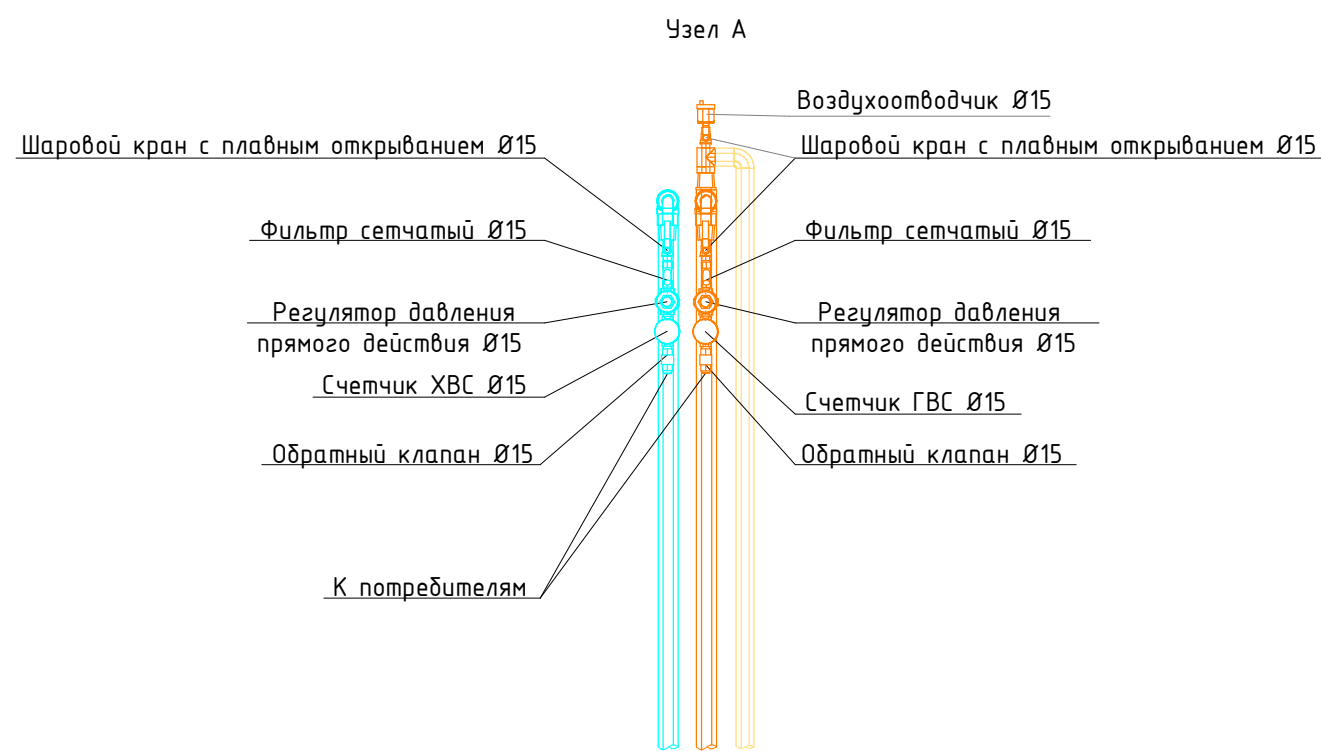 Узел А
Воздухоотводчик Ø15
Шаровой кран с плавным открыванием Ø15
Шаровой кран с плавным открыванием Ø15
Фильтр сетчатый Ø15
Фильтр сетчатый Ø15
Регулятор давления
прямого действия Ø15
Регулятор давления
прямого действия Ø15
Счетчик ХВС Ø15
Счетчик ГВС Ø15
Обратный клапан Ø15
Обратный клапан Ø15
К потребителям